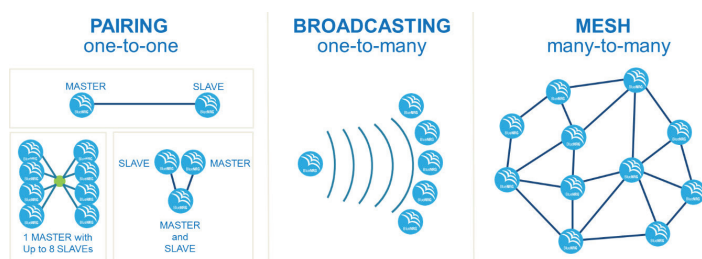 PAIRING
one-to-one
MASTER
SLAVE
1 MASTER with
Up to 8 SLAVEs
SLAVE
MASTER
MASTER
and
SLAVE
BROADCASTING
one-to-many
MESH
many-to-many